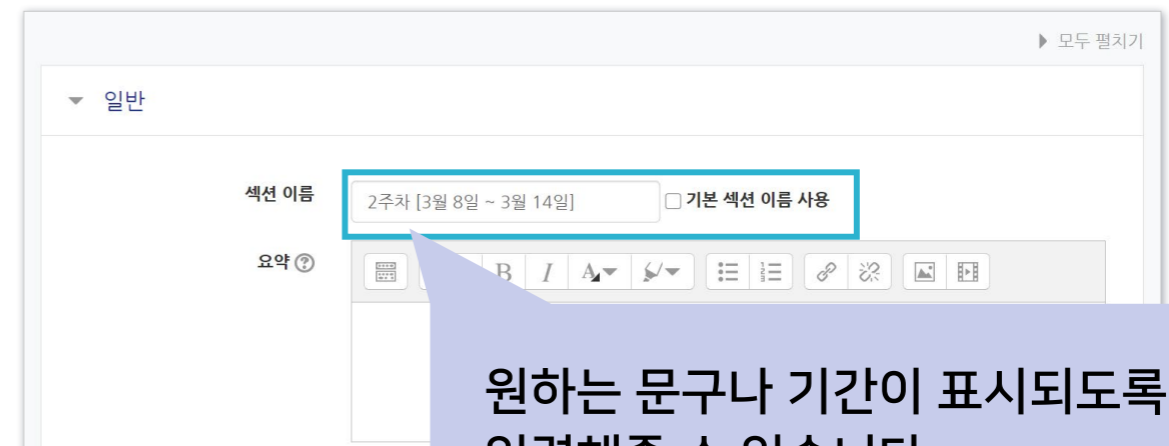 모두 펼치기
일반
섹션 이름
2주차 [3월 8일 ~ 3월 14일]
기본 섹션 이름 사용
요약
B I A
원하는 문구나 기간이 표시되도록